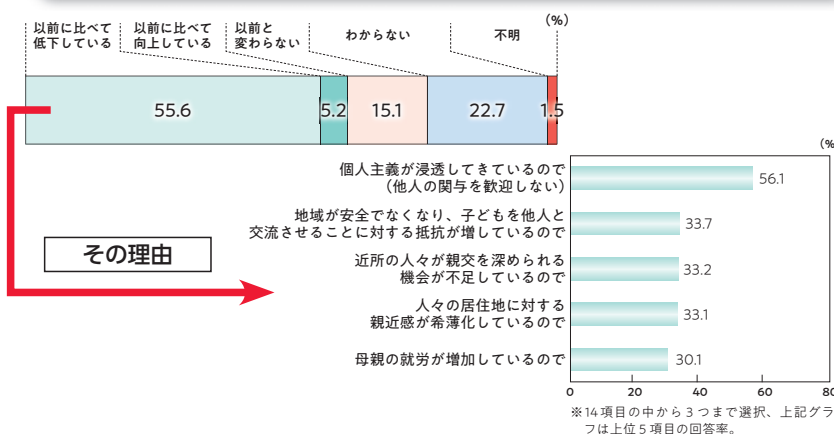 (%)
以前に比べて
低下している
以前に比べて
向上している
以前と
変わらない
わからない
不明
55.6
5.2
15.1
22.7
1.5
その理由
(%
個人主義が浸透してきているので
(他人の関与を歓迎しない)
56.1
地域が安全でなくなり、子どもを他人と
交流させることに対する抵抗が増しているので
33.7
近所の人々が親交を深められる
機会が不足しているので
33.2
人々の居住地に対する
親近感が希薄化しているので
33.1
母親の就労が増加しているので
30.1
0 20 40 60 80
※14項目の中から3つまで選択、上記グラ
フは上位5項目の回答率。